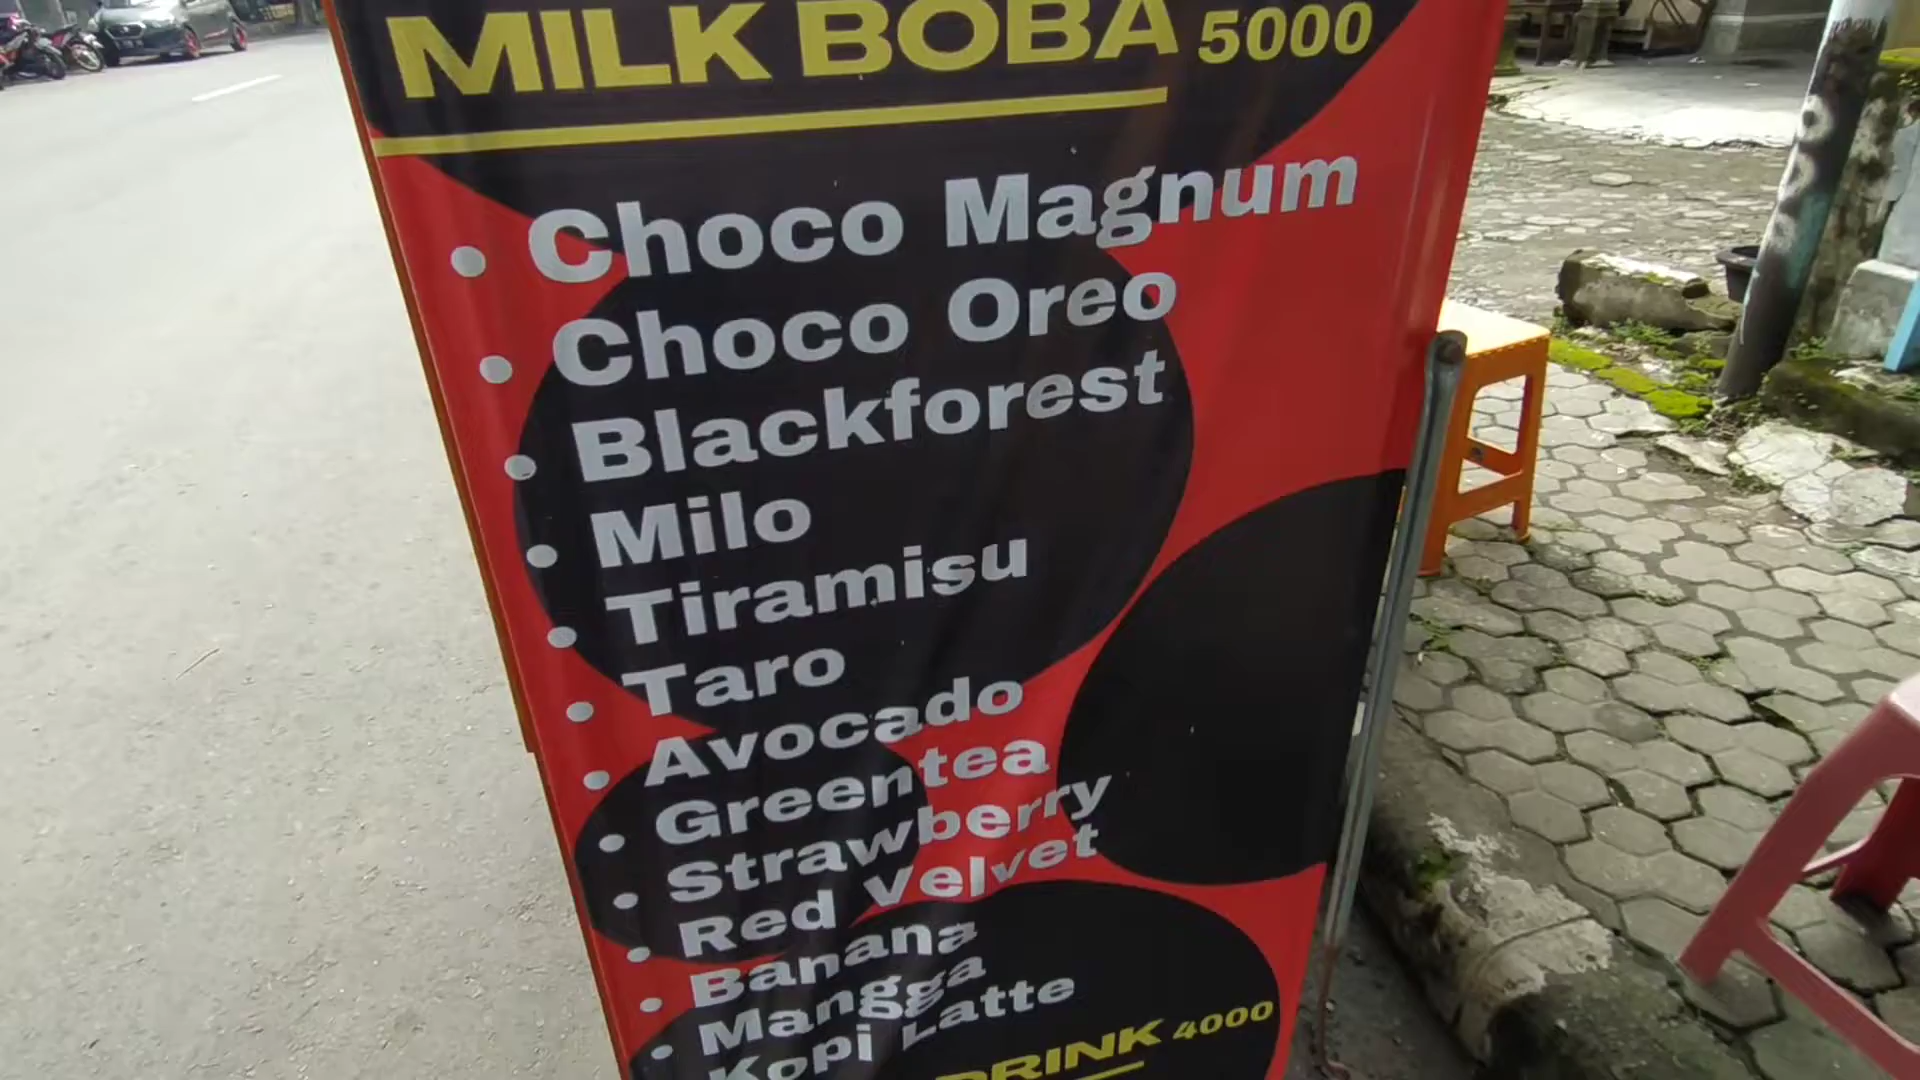 MILK BOBA 5000
• Choco Magnum
• Choco Oreo
• Blackforest
• Milo
• Tiramisu
• Taro
• Avocado
• Greentea
• Strawberry
• Red Velvet
• Banana
• Mangga
Kopi Latte
DRINK 4000